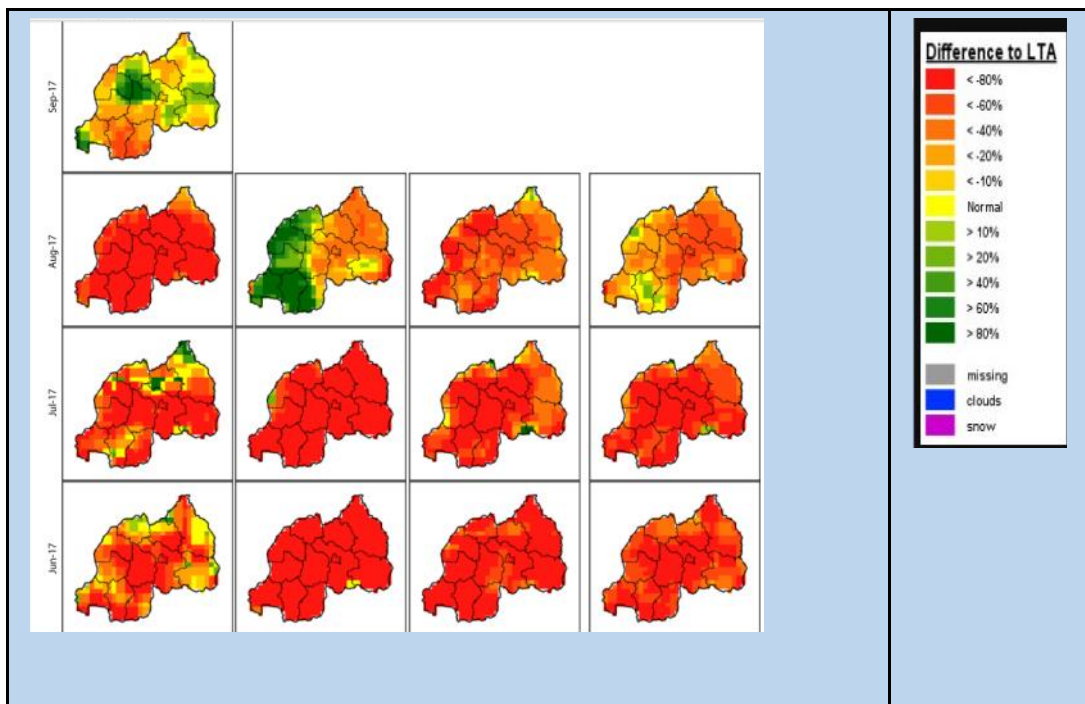 Sep-17
Aug-17
Jul-17
Jun-17
Difference to LTA
< -80%
< -60%
< -40%
< -20%
< -10%
Normal
> 10%
> 20%
> 40%
> 60%
> 80%
missing
clouds
snow